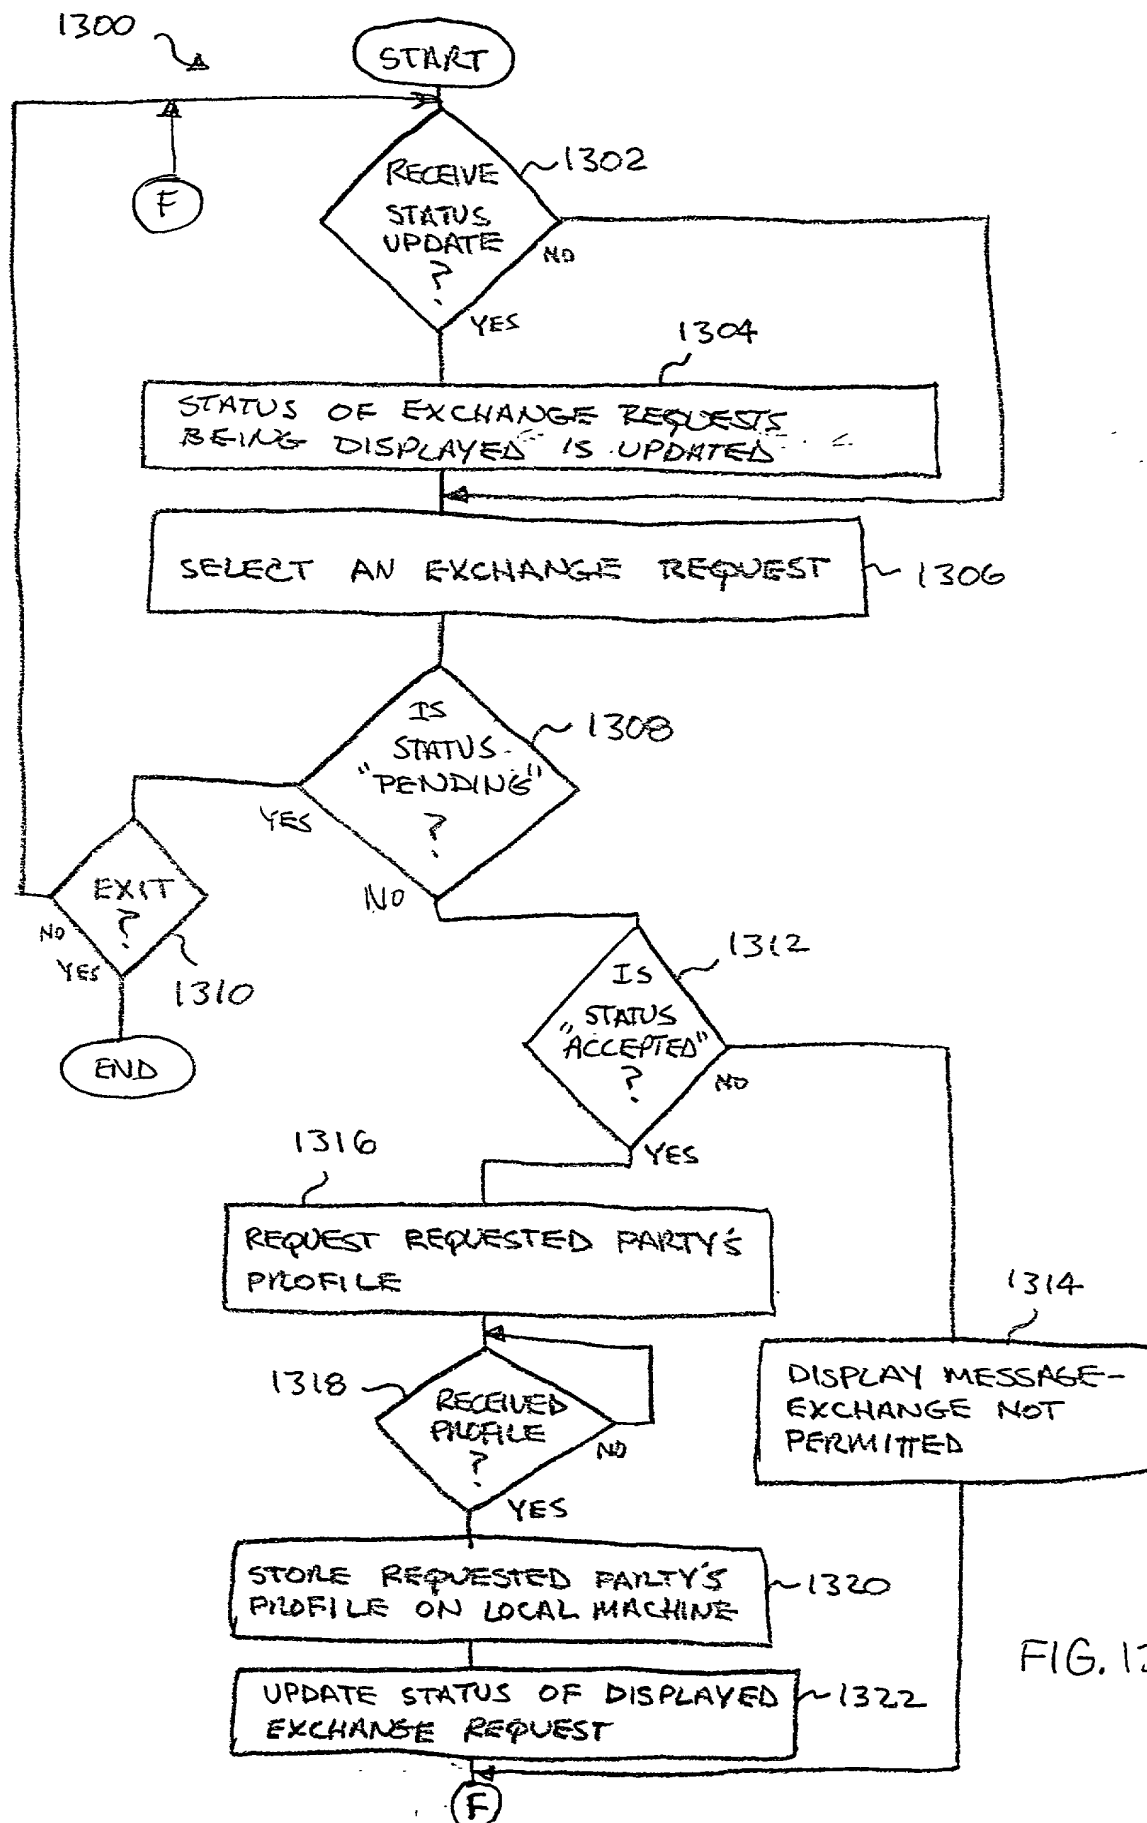 1300
START
F
RECEIVE
STATUS
UPDATE
?
1302
NO
YES
1304
STATUS OF EXCHANGE REQUESTS
BEING DISPLAYED IS UPDATED
SELECT AN EXCHANGE REQUEST
1306
IS
STATUS
"PENDING"
?
1308
YES
NO
EXIT
?
NO
YES
1310
END
IS
STATUS
"ACCEPTED"
?
1312
NO
YES
1316
REQUEST REQUESTED PARTY'S
PROFILE
1314
DISPLAY MESSAGE-
EXCHANGE NOT
PERMITTED
1318
RECEIVED
PROFILE
?
NO
YES
STORE REQUESTED PARTY'S
PROFILE ON LOCAL MACHINE
1320
UPDATE STATUS OF DISPLAYED
EXCHANGE REQUEST
1322
F
FIG.